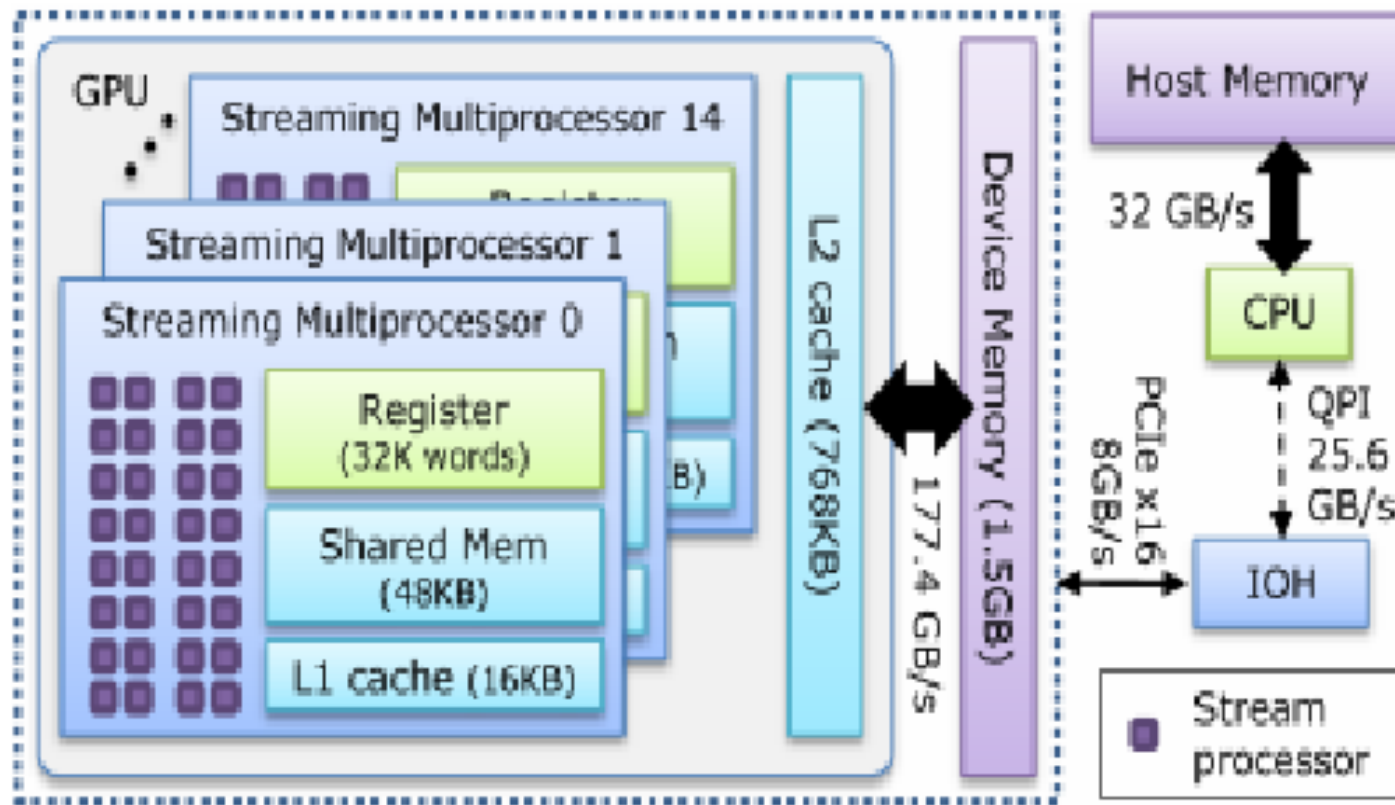 GPU
Streaming Multiprocessor 14
Register
KB)
Streaming Multiprocessor 1
Streaming Multiprocessor 0
Register
(32K words)
Shared Mem
(48KB)
L1 cache (16KB)
L2 cache (768KB)
177.4 GB/s
Device Memory (1.5GB)
Host Memory
32 GB/s
CPU
QPI
25.6
GB/s
PCIe x16
8GB/s
IOH
Stream
processor